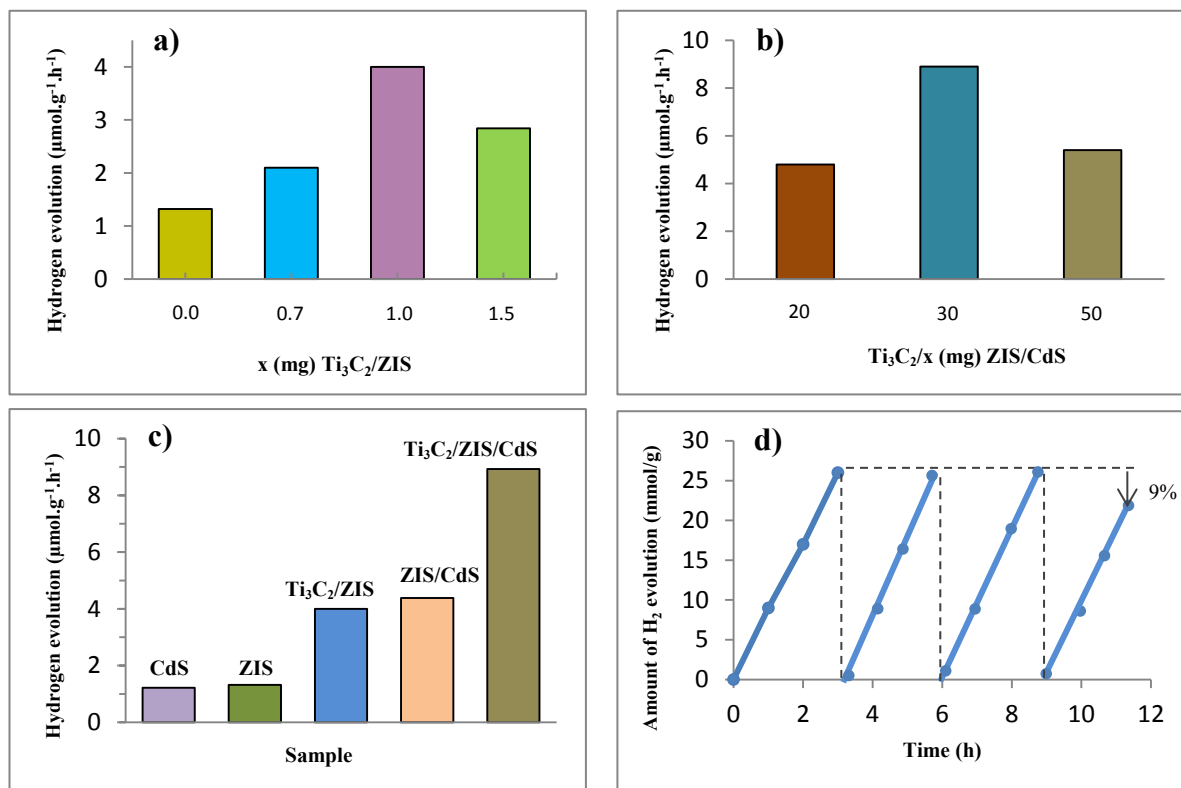 a)
Hydrogen evolution (µmol.g⁻¹.h⁻¹)
4
3
2
1
0
0.0 0.7 1.0 1.5
x (mg) Ti₃C₂/ZIS
b)
Hydrogen evolution (µmol.g⁻¹.h⁻¹)
10
8
6
4
2
0
20 30 50
Ti₃C₂/x (mg) ZIS/CdS
c)
Hydrogen evolution (µmol.g⁻¹.h⁻¹)
10
8
6
4
2
0
CdS ZIS Ti₃C₂/ZIS ZIS/CdS Ti₃C₂/ZIS/CdS
Sample
d)
Amount of H₂ evolution (mmol/g)
30
25
20
15
10
5
0
9%
0 2 4 6 8 10 12
Time (h)